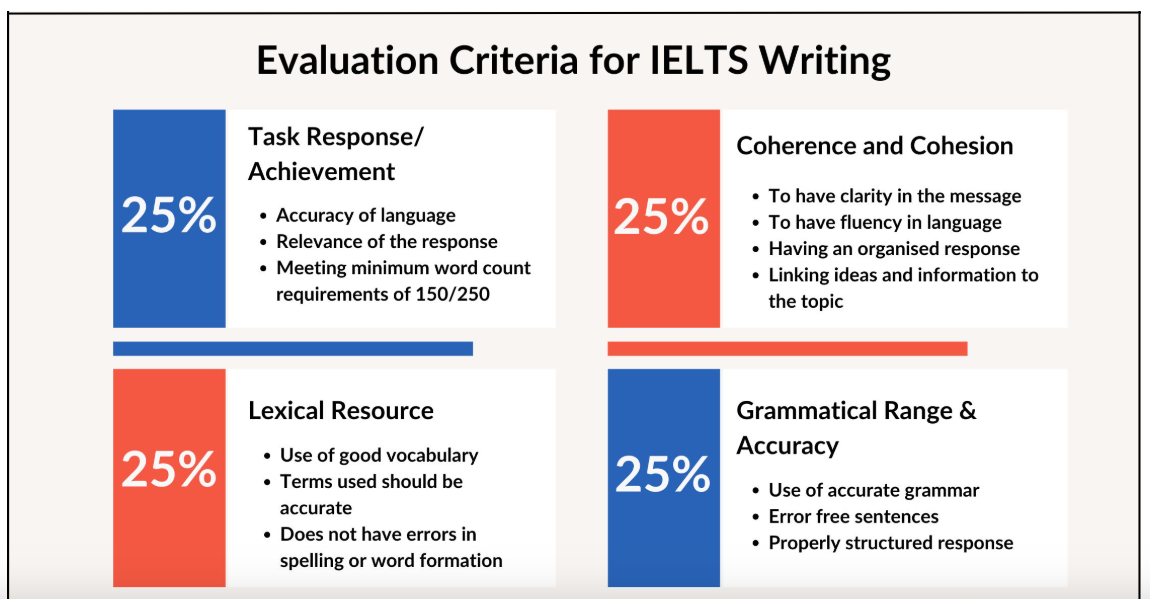 Evaluation Criteria for IELTS Writing
25%
Task Response/
Achievement
• Accuracy of language
• Relevance of the response
• Meeting minimum word count
requirements of 150/250
25%
Coherence and Cohesion
• To have clarity in the message
• To have fluency in language
• Having an organised response
• Linking ideas and information to
the topic
25%
Lexical Resource
• Use of good vocabulary
• Terms used should be
accurate
• Does not have errors in
spelling or word formation
25%
Grammatical Range &
Accuracy
• Use of accurate grammar
• Error free sentences
• Properly structured response